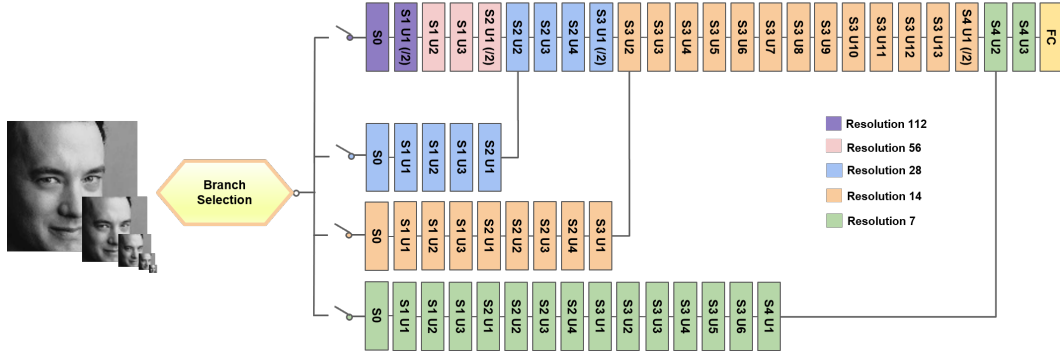 S0
S1 U1 (/2)
S1 U2
S1 U3
S2 U1 (/2)
S2 U2
S2 U3
S2 U4
S3 U1 (/2)
S3 U2
S3 U3
S3 U4
S3 U5
S3 U6
S3 U7
S3 U8
S3 U9
S3 U10
S3 U11
S3 U12
S3 U13
S4 U1 (/2)
S4 U2
S4 U3
FC
Branch
Selection
S0
S1 U1
S1 U2
S1 U3
S2 U1
Resolution 112
Resolution 56
Resolution 28
Resolution 14
Resolution 7
S0
S1 U1
S1 U2
S1 U3
S2 U1
S2 U2
S2 U3
S2 U4
S3 U1
S0
S1 U1
S1 U2
S1 U3
S2 U1
S2 U2
S2 U3
S2 U4
S3 U1
S3 U2
S3 U3
S3 U4
S3 U5
S3 U6
S4 U1